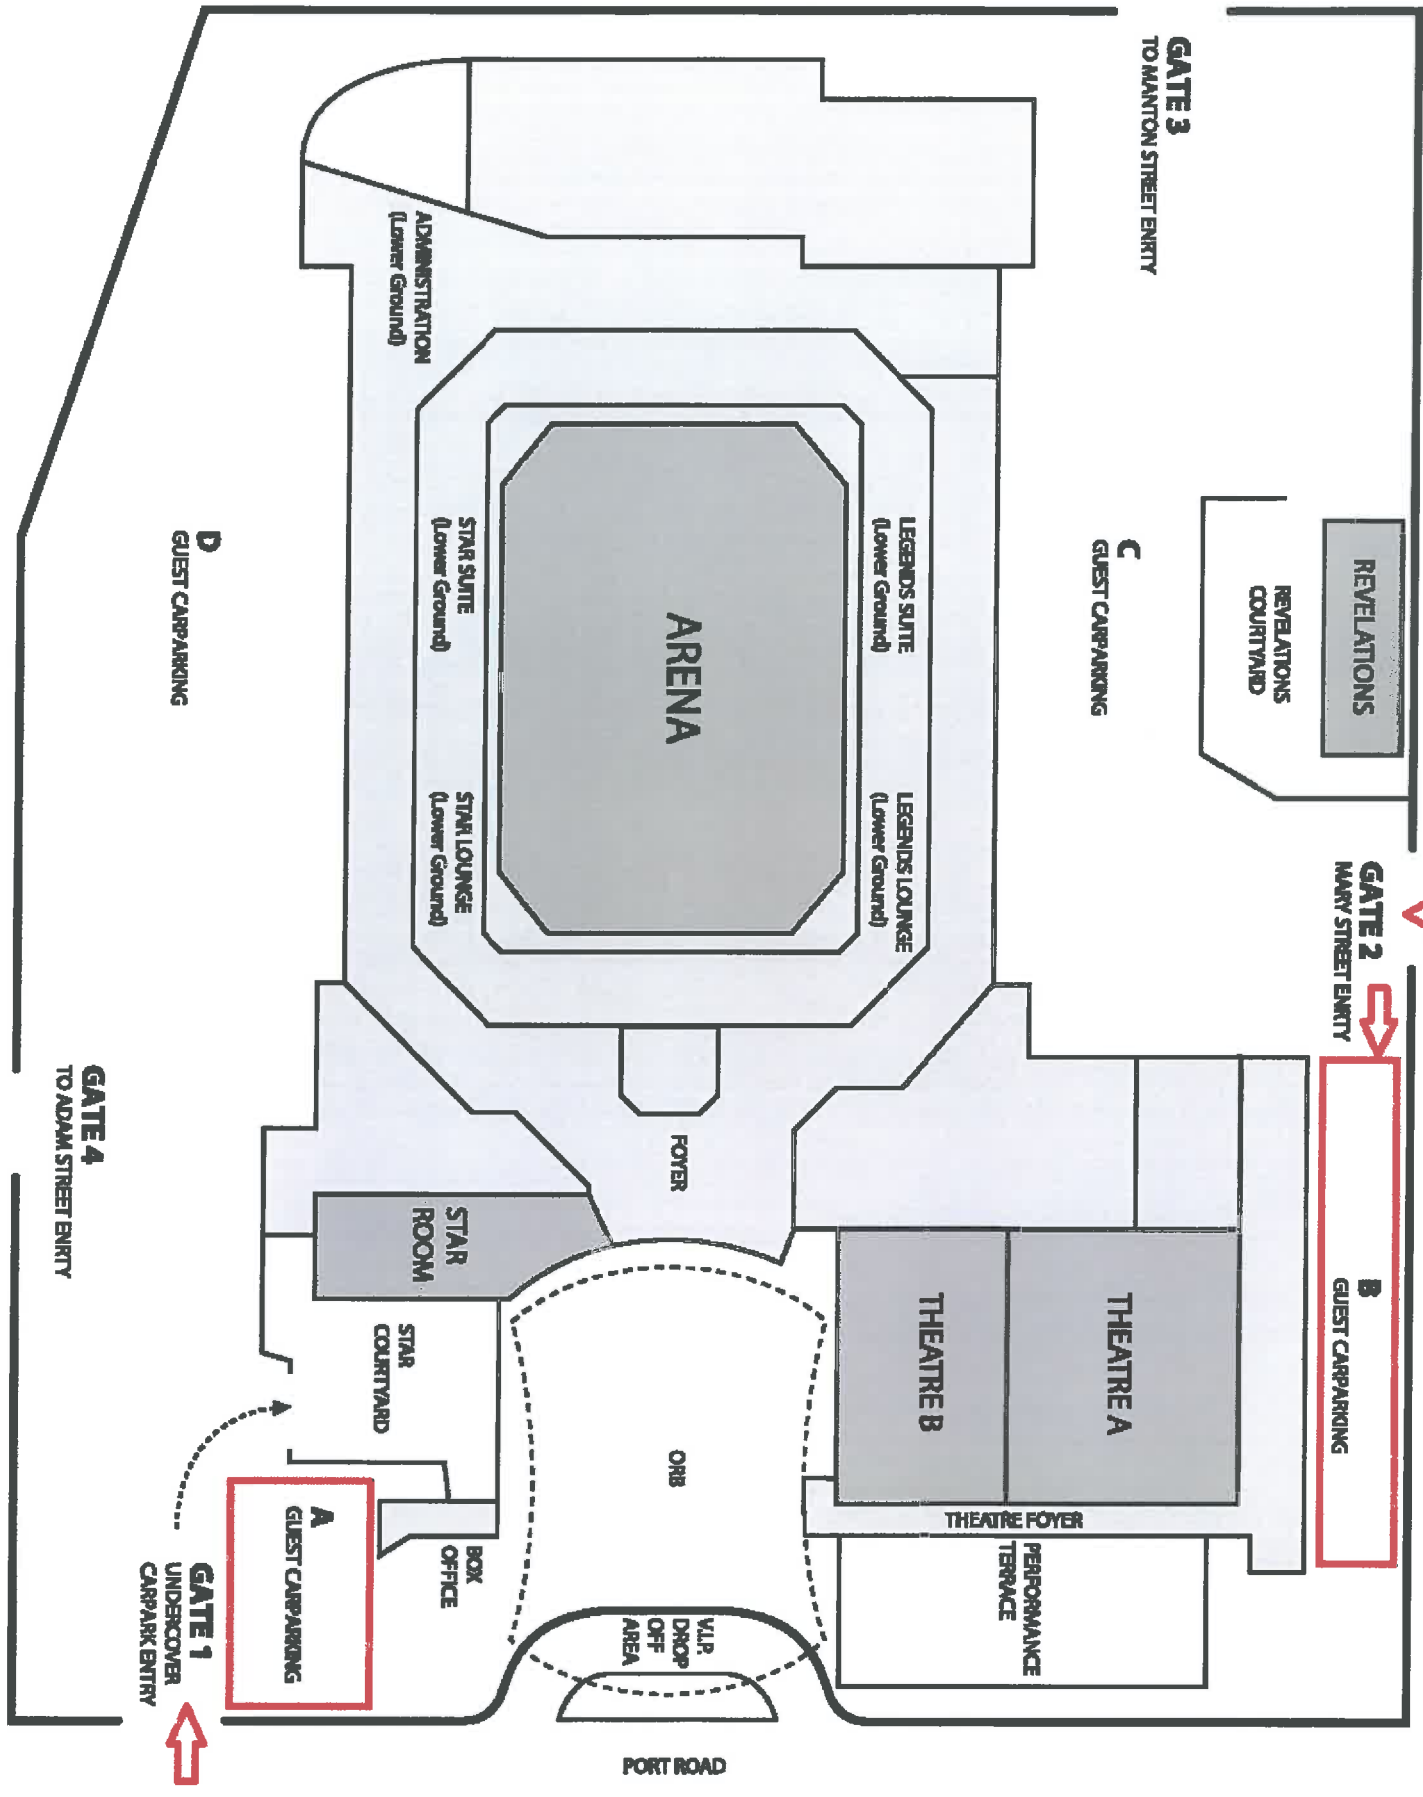 REVELATIONS
REVELATIONS
COURTYARD
GATE 2
MARY STREET ENRTY
B
GUEST CARPARKING
GATE 3
TO MANTON STREET ENRTY
C
GUEST CARPARKING
THEATRE A
THEATRE B
THEATRE FOYER
PERFORMANCE
TERRACE
LEGENDS SUITE
(Lower Ground)
LEGENDS LOUNGE
(Lower Ground)
ARENA
FOYER
ORB
V.I.P.
DROP
OFF
AREA
PORT ROAD
STAR SUITE
(Lower Ground)
STAR LOUNGE
(Lower Ground)
ADMINISTRATION
(Lower Ground)
STAR
ROOM
STAR
COURTYARD
BOX
OFFICE
A
GUEST CARPARKING
D
GUEST CARPARKING
GATE 1
UNDERCOVER
CARPARK ENTRY
GATE 4
TO ADAM STREET ENRTY